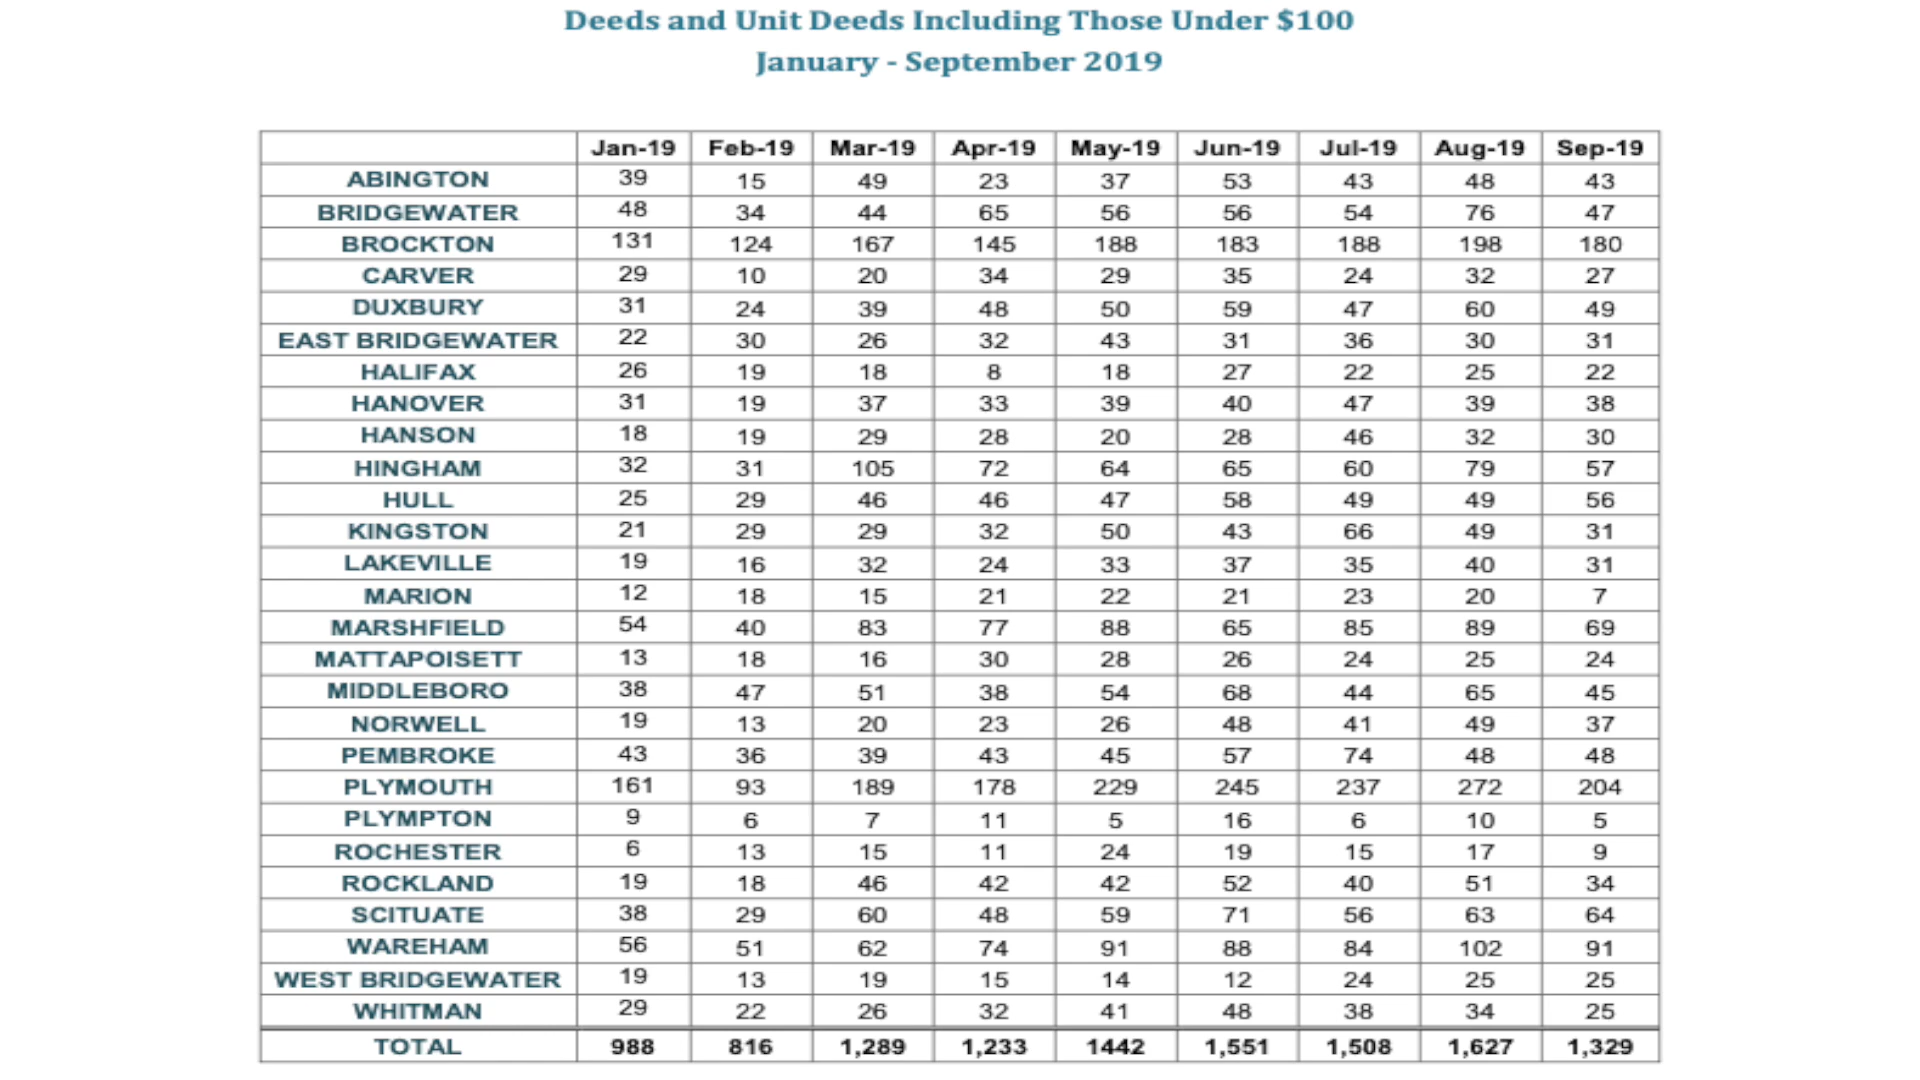 Deeds and Unit Deeds Including Those Under $100
January - September 2019
Jan-19 Feb-19 Mar-19 Apr-19 May-19 Jun-19 Jul-19 Aug-19 Sep-19
ABINGTON 39 15 49 23 37 53 43 48 43
BRIDGEWATER 48 34 44 65 56 56 54 76 47
BROCKTON 131 124 167 145 188 183 188 198 180
CARVER 29 10 20 34 29 35 24 32 27
DUXBURY 31 24 39 48 50 59 47 60 49
EAST BRIDGEWATER 22 30 26 32 43 31 36 30 31
HALIFAX 26 19 18 8 18 27 22 25 22
HANOVER 31 19 37 33 39 40 47 39 38
HANSON 18 19 29 28 20 28 46 32 30
HINGHAM 32 31 105 72 64 65 60 79 57
HULL 25 29 46 46 47 58 49 49 56
KINGSTON 21 29 29 32 50 43 66 49 31
LAKEVILLE 19 16 32 24 33 37 35 40 31
MARION 12 18 15 21 22 21 23 20 7
MARSHFIELD 54 40 83 77 88 65 85 89 69
MATTAPOISETT 13 18 16 30 28 26 24 25 24
MIDDLEBORO 38 47 51 38 54 68 44 65 45
NORWELL 19 13 20 23 26 48 41 49 37
PEMBROKE 43 36 39 43 45 57 74 48 48
PLYMOUTH 161 93 189 178 229 245 237 272 204
PLYMPTON 9 6 7 11 5 16 6 10 5
ROCHESTER 6 13 15 11 24 19 15 17 9
ROCKLAND 19 18 46 42 42 52 40 51 34
SCITUATE 38 29 60 48 59 71 56 63 64
WAREHAM 56 51 62 74 91 88 84 102 91
WEST BRIDGEWATER 19 13 19 15 14 12 24 25 25
WHITMAN 29 22 26 32 41 48 38 34 25
TOTAL 988 816 1,289 1,233 1442 1,551 1,508 1,627 1,329